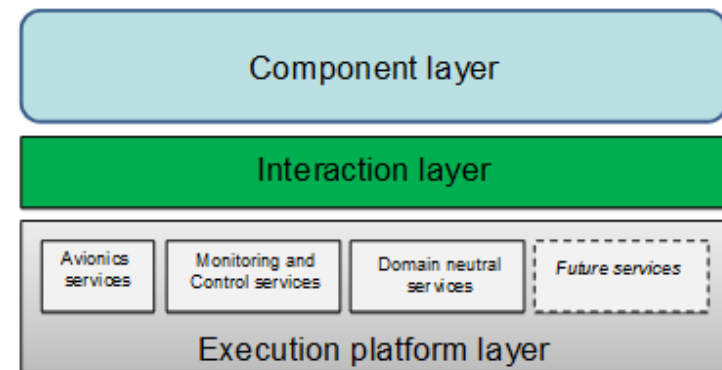 Component layer
Interaction layer
Avionics
services
Monitoring and
Control services
Domain neutral
services
Future services
Execution platform layer